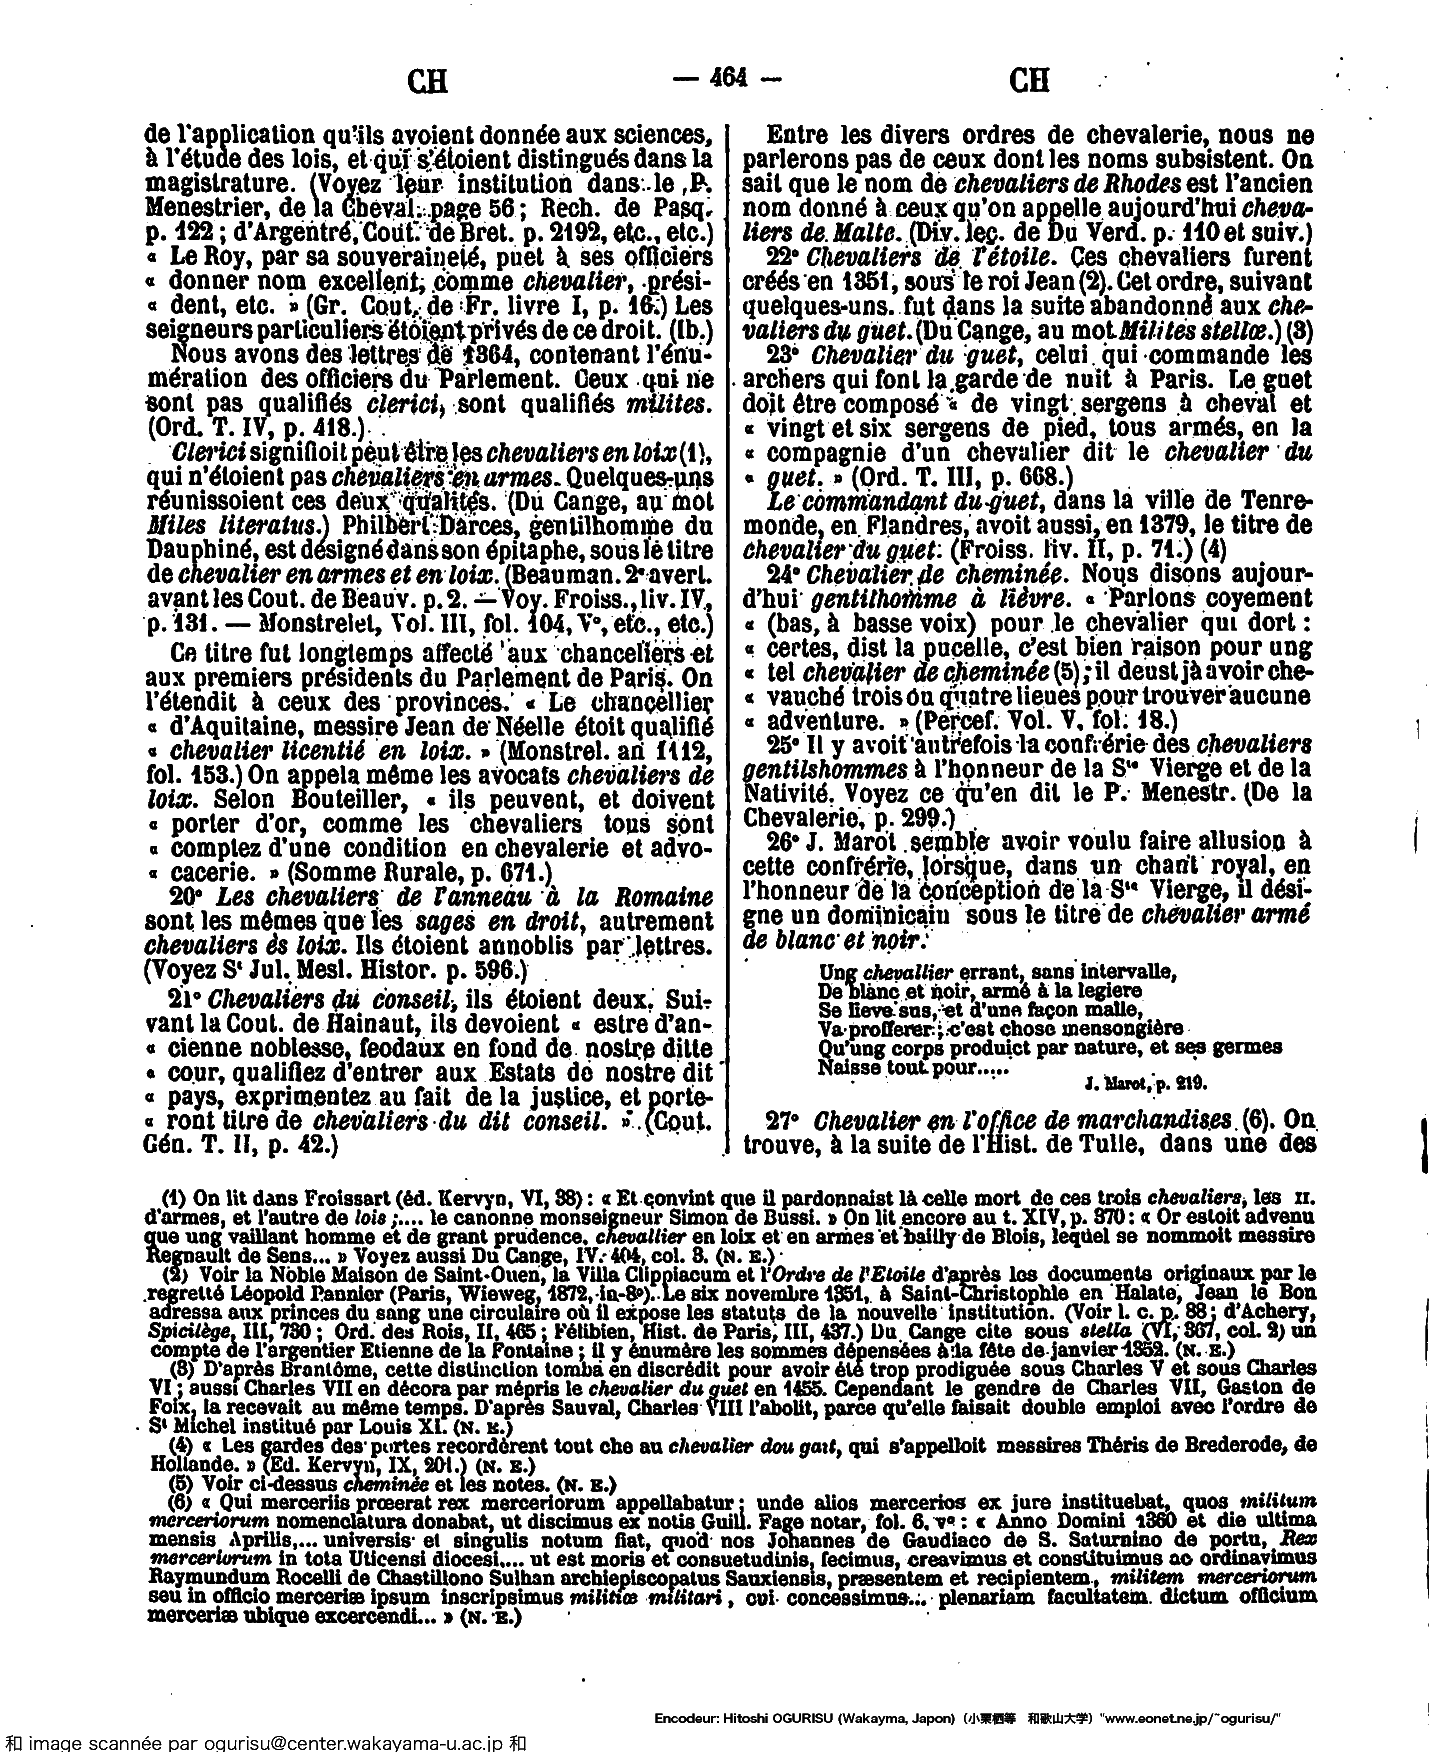 CH
— 464 —
CH
de l'application qu'ils avoient donnée aux sciences,
à l'étude des lois, et qui s'étoient distingués dans la
magistrature. (Voyez leur institution dans le P.
Menestrier, de la Cheval. page 56 ; Rech. de Pasq.
p. 122 ; d'Argentré, Cout. de Bret. p. 2192, etc., etc.)
« Le Roy, par sa souveraineté, puet à ses officiers
« donner nom excellent, comme chevalier, prési-
« dent, etc. » (Gr. Cout. de Fr. livre I, p. 16.) Les
seigneurs particuliers étoient privés de ce droit. (Ib.)
Nous avons des lettres de 1364, contenant l'énu-
mération des officiers du Parlement. Ceux qui ne
sont pas qualifiés clerici, sont qualifiés milites.
(Ord. T. IV, p. 418.)
Clerici signifioit peut être les chevaliers en loix (1),
qui n'étoient pas chevaliers en armes. Quelques-uns
réunissoient ces deux qualités. (Du Cange, au mot
Miles literatus.) Philbert Darces, gentilhomme du
Dauphiné, est désigné dans son épitaphe, sous le titre
de chevalier en armes et en loix. (Beauman. 2e avert.
avant les Cout. de Beauv. p. 2. — Voy. Froiss., liv. IV,
p. 131. — Monstrelet, Vol. III, fol. 104, Vo, etc., etc.)
Ce titre fut longtemps affecté aux chanceliers et
aux premiers présidents du Parlement de Paris. On
l'étendit à ceux des provinces. « Le chancellier
« d'Aquitaine, messire Jean de Néelle étoit qualifié
« chevalier licentié en loix. » (Monstrel. an 1412,
fol. 153.) On appela même les avocats chevaliers de
loix. Selon Bouteiller, « ils peuvent, et doivent
« porter d'or, comme les chevaliers tous sont
« comptez d'une condition en chevalerie et advo-
« cacerie. » (Somme Rurale, p. 671.)
20° Les chevaliers de l'anneau à la Romaine
sont les mêmes que les sages en droit, autrement
chevaliers ès loix. Ils étoient annoblis par lettres.
(Voyez St Jul. Mesl. Histor. p. 596.)
21° Chevaliers du conseil, ils étoient deux. Sui-
vant la Cout. de Hainaut, ils devoient « estre d'an-
« cienne noblesse, feodaux en fond de nostre ditte
« cour, qualifiez d'entrer aux Estats de nostre dit
« pays, exprimentez au fait de la justice, et porte-
« ront titre de chevaliers du dit conseil. » (Cout.
Gén. T. II, p. 42.)
Entre les divers ordres de chevalerie, nous ne
parlerons pas de ceux dont les noms subsistent. On
sait que le nom de chevaliers de Rhodes est l'ancien
nom donné à ceux qu'on appelle aujourd'hui cheva-
liers de Malte. (Div. leç. de Du Verd. p. 110 et suiv.)
22° Chevaliers de l'étoile. Ces chevaliers furent
créés en 1351, sous le roi Jean (2). Cet ordre, suivant
quelques-uns, fut dans la suite abandonné aux che-
valiers du guet. (Du Cange, au mot Milites stellæ.) (3)
23° Chevalier du guet, celui qui commande les
archers qui font la garde de nuit à Paris. Le guet
doit être composé « de vingt sergens à cheval et
« vingt et six sergens de pied, tous armés, en la
« compagnie d'un chevalier dit le chevalier du
« guet. » (Ord. T. III, p. 668.)
Le commandant du guet, dans la ville de Tenre-
monde, en Flandres, avoit aussi, en 1379, le titre de
chevalier du guet. (Froiss. liv. II, p. 71.) (4)
24° Chevalier de cheminée. Nous disons aujour-
d'hui gentilhomme à lièvre. « Parlons coyement
« (bas, à basse voix) pour le chevalier qui dort :
« certes, dist la pucelle, c'est bien raison pour ung
« tel chevalier de cheminée (5) ; il deust jà avoir che-
« vauché trois ou quatre lieues pour trouver aucune
« adventure. » (Percef. Vol. V, fol. 18.)
25° Il y avoit autrefois la confrérie des chevaliers
gentilshommes à l'honneur de la Ste Vierge et de la
Nativité. Voyez ce qu'en dit le P. Menestr. (De la
Chevalerie, p. 299.)
26° J. Marot semble avoir voulu faire allusion à
cette confrérie, lorsque, dans un chant royal, en
l'honneur de la conception de la Ste Vierge, il dési-
gne un dominicain sous le titre de chevalier armé
de blanc et noir.
Ung chevallier errant, sans intervalle,
De blanc et noir, armé à la legiere
Se lieve sus, et d'une façon malle,
Va profferer ; c'est chose mensongière
Qu'ung corps produict par nature, et ses germes
Naisse tout pour.....
J. Marot, p. 219.
27° Chevalier en l'office de marchandises (6). On
trouve, à la suite de l'Hist. de Tulle, dans une des
(1) On lit dans Froissart (éd. Kervyn, VI, 38) : « Et convint que il pardonnaist là celle mort de ces trois chevaliers, les II.
d'armes, et l'autre de lois ;.... le canonne monseigneur Simon de Bussi. » On lit encore au t. XIV, p. 370 : « Or estoit advenu
que ung vaillant homme et de grant prudence, chevallier en loix et en armes et bailly de Blois, lequel se nommoit messire
Regnault de Sens... » Voyez aussi Du Cange, IV. 404, col. 3. (N. E.)
(2) Voir la Noble Maison de Saint-Ouen, la Villa Clippiacum et l'Ordre de l'Etoile d'après les documents originaux par le
regretté Léopold Pannier (Paris, Wieweg, 1872, in-8o). Le six novembre 1351, à Saint-Christophle en Halate, Jean le Bon
adressa aux princes du sang une circulaire où il expose les statuts de la nouvelle institution. (Voir l. c. p. 88 ; d'Achery,
Spicilège, III, 730 ; Ord. des Rois, II, 465 ; Félibien, Hist. de Paris, III, 437.) Du Cange cite sous stella (VI, 367, col. 2) un
compte de l'argentier Etienne de la Fontaine ; il y énumère les sommes dépensées à la fête de janvier 1352. (N. E.)
(3) D'après Brantôme, cette distinction tomba en discrédit pour avoir été trop prodiguée sous Charles V et sous Charles
VI ; aussi Charles VII en décora par mépris le chevalier du guet en 1455. Cependant le gendre de Charles VII, Gaston de
Foix, la recevait au même temps. D'après Sauval, Charles VIII l'abolit, parce qu'elle faisait double emploi avec l'ordre de
St Michel institué par Louis XI. (N. E.)
(4) « Les gardes des portes recordèrent tout che au chevalier dou gait, qui s'appelloit messires Théris de Brederode, de
Hollande. » (Ed. Kervyn, IX, 201.) (N. E.)
(5) Voir ci-dessus cheminée et les notes. (N. E.)
(6) « Qui merceriis præerat rex merceriorum appellabatur ; unde alios mercerios ex jure instituebat, quos militum
merceriorum nomenclatura donabat, ut discimus ex notis Guill. Fage notar, fol. 6, vo : « Anno Domini 1360 et die ultima
mensis Aprilis,... universis et singulis notum fiat, quod nos Johannes de Gaudiaco de S. Saturnino de portu, Rex
merceriorum in tota Uticensi diocesi,... ut est moris et consuetudinis, fecimus, creavimus et constituimus ac ordinavimus
Raymundum Rocelli de Chastillono Sulhan archiepiscopatus Sauxiensis, præsentem et recipientem, militem merceriorum
seu in officio merceriæ ipsum inscripsimus militiæ militari, cui concessimus... plenariam facultatem dictum officium
merceriæ ubique excercendi... » (N. E.)
Encodeur: Hitoshi OGURISU (Wakayma, Japon) (小栗栖等 和歌山大学) "www.eonet.ne.jp/~ogurisu/"
和 image scannée par ogurisu@center.wakayama-u.ac.jp 和